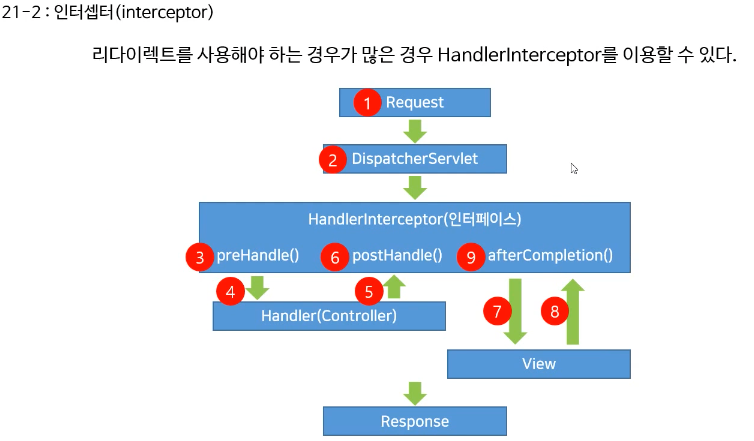 21-2 : 인터셉터(interceptor)
리다이렉트를 사용해야 하는 경우가 많은 경우 HandlerInterceptor를 이용할 수 있다.
1 Request
2 DispatcherServlet
HandlerInterceptor(인터페이스)
3 preHandle() 6 postHandle() 9 afterCompletion()
4 5
Handler(Controller)
7 8
View
Response